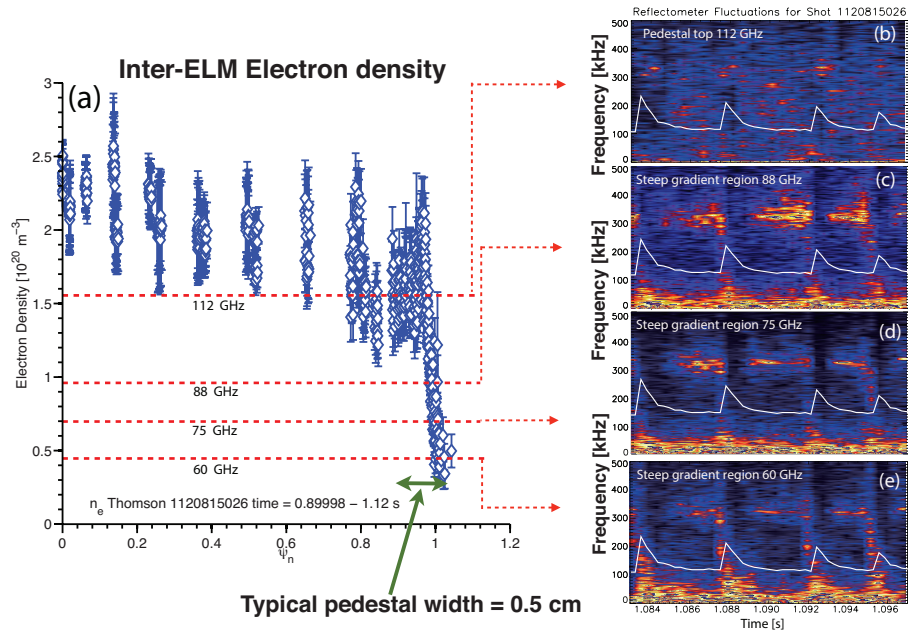 Inter-ELM Electron density
(a)
Electron Density [10^20 m^-3]
3
2.5
2
1.5
1
0.5
0
112 GHz
88 GHz
75 GHz
60 GHz
n_e Thomson 1120815026 time = 0.89998 − 1.12 s
0 0.2 0.4 0.6 0.8 1 1.2
ψ_n
Typical pedestal width = 0.5 cm
Reflectometer Fluctuations for Shot 1120815026
Pedestal top 112 GHz
(b)
Frequency [kHz]
500
400
300
200
100
0
Steep gradient region 88 GHz
(c)
Frequency [kHz]
500
400
300
200
100
0
Steep gradient region 75 GHz
(d)
Frequency [kHz]
500
400
300
200
100
0
Steep gradient region 60 GHz
(e)
Frequency [kHz]
500
400
300
200
100
0
1.084 1.086 1.088 1.090 1.092 1.094 1.096
Time [s]